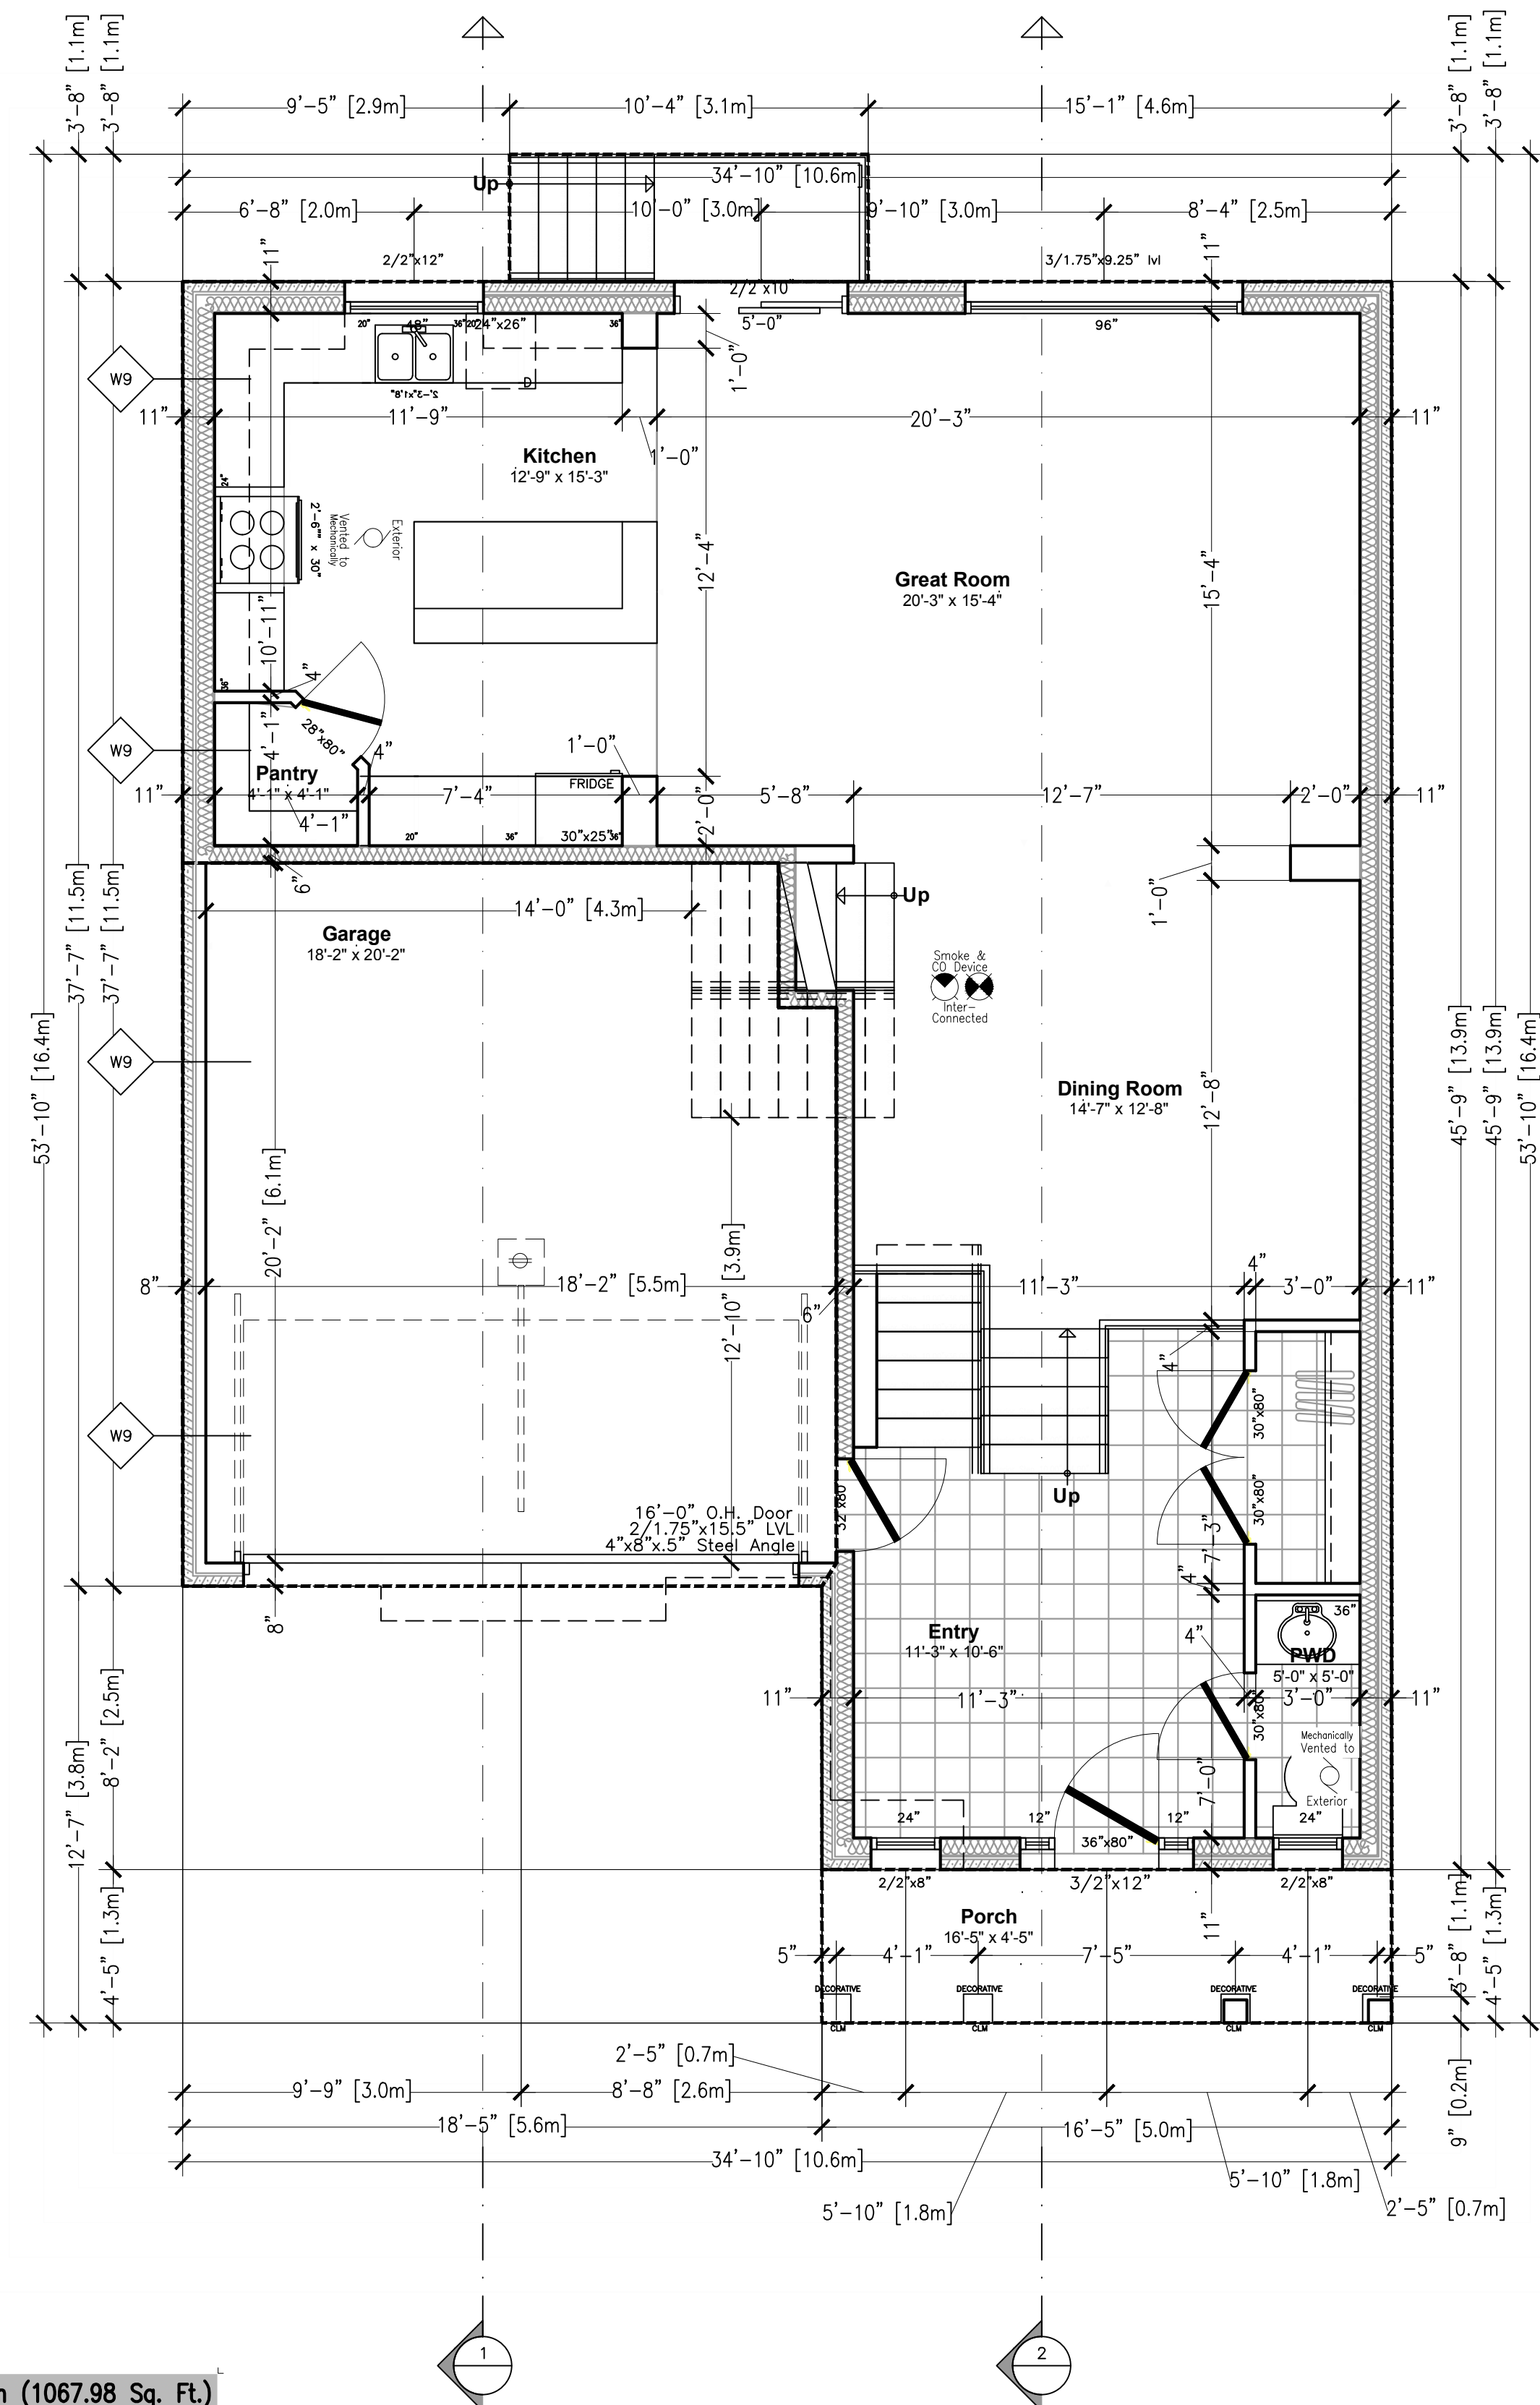 3'-8" [1.1m]
3'-8" [1.1m]
3'-8" [1.1m]
3'-8" [1.1m]
9'-5" [2.9m]
10'-4" [3.1m]
15'-1" [4.6m]
34'-10" [10.6m]
Up
6'-8" [2.0m]
10'-0" [3.0m]
9'-10" [3.0m]
8'-4" [2.5m]
11"
2/2"x12"
3/1.75"x9.25" lvl
11"
2/2"x10"
20"
48"
36"
20"
24"x26"
36"
5'-0"
96"
1'-0"
W9
D
2'-3"x1'8"
11"
11'-9"
20'-3"
11"
1'-0"
Kitchen
12'-9" x 15'-3"
24"
2'-6"" x 30"
Vented to
Mechanically
Exterior
12'-4"
15'-4"
Great Room
20'-3" x 15'-4"
10'-11"
36"
4"
28"x80"
4'-1"
W9
4"
1'-0"
Pantry
4'-1" x 4'-1"
FRIDGE
11"
7'-4"
5'-8"
12'-7"
2'-0"
11"
4'-1"
20"
36"
30"x25"
36"
2'-0"
6"
1'-0"
14'-0" [4.3m]
Up
Garage
18'-2" x 20'-2"
Smoke &
CO Device
Inter-
Connected
37'-7" [11.5m]
37'-7" [11.5m]
53'-10" [16.4m]
45'-9" [13.9m]
45'-9" [13.9m]
53'-10" [16.4m]
W9
Dining Room
14'-7" x 12'-8"
12'-8"
20'-2" [6.1m]
12'-10" [3.9m]
4"
8"
18'-2" [5.5m]
11'-3"
3'-0"
11"
6"
4"
W9
30"x80"
30"x80"
Up
32"x80"
16'-0" O.H. Door
2/1.75"x15.5" LVL
4"x8"x.5" Steel Angle
7'-3"
4"
8"
Entry
11'-3" x 10'-6"
36"
4"
PWD
5'-0" x 5'-0"
11"
11'-3"
3'-0"
11"
30"x80"
Mechanically
Vented to
Exterior
7'-0"
8'-2" [2.5m]
12'-7" [3.8m]
24"
12"
36"x80"
12"
24"
2/2"x8"
3/2"x12"
2/2"x8"
Porch
16'-5" x 4'-5"
11"
4'-5" [1.3m]
3'-8" [1.1m]
4'-5" [1.3m]
5"
4'-1"
7'-5"
4'-1"
5"
DECORATIVE
DECORATIVE
DECORATIVE
DECORATIVE
CLM
CLM
CLM
CLM
2'-5" [0.7m]
9'-9" [3.0m]
8'-8" [2.6m]
9" [0.2m]
18'-5" [5.6m]
16'-5" [5.0m]
34'-10" [10.6m]
5'-10" [1.8m]
5'-10" [1.8m]
2'-5" [0.7m]
1
2
(1067.98 Sq. Ft.)